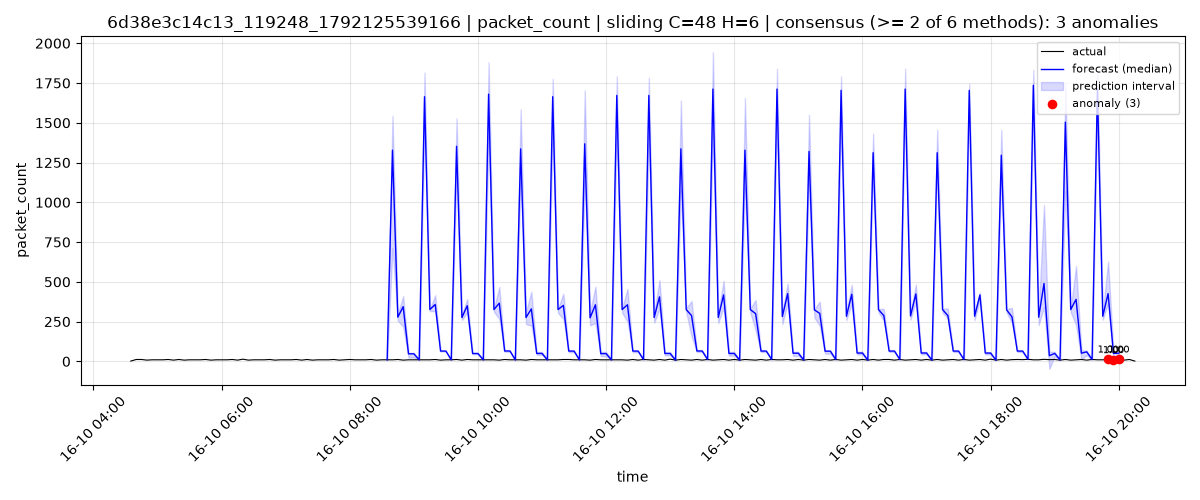 6d38e3c14c13_119248_1792125539166 | packet_count | sliding C=48 H=6 | consensus (>= 2 of 6 methods): 3 anomalies
actual
forecast (median)
prediction interval
anomaly (3)
packet_count
2000
1750
1500
1250
1000
750
500
250
0
16-10 04:00
16-10 06:00
16-10 08:00
16-10 10:00
16-10 12:00
16-10 14:00
16-10 16:00
16-10 18:00
16-10 20:00
time